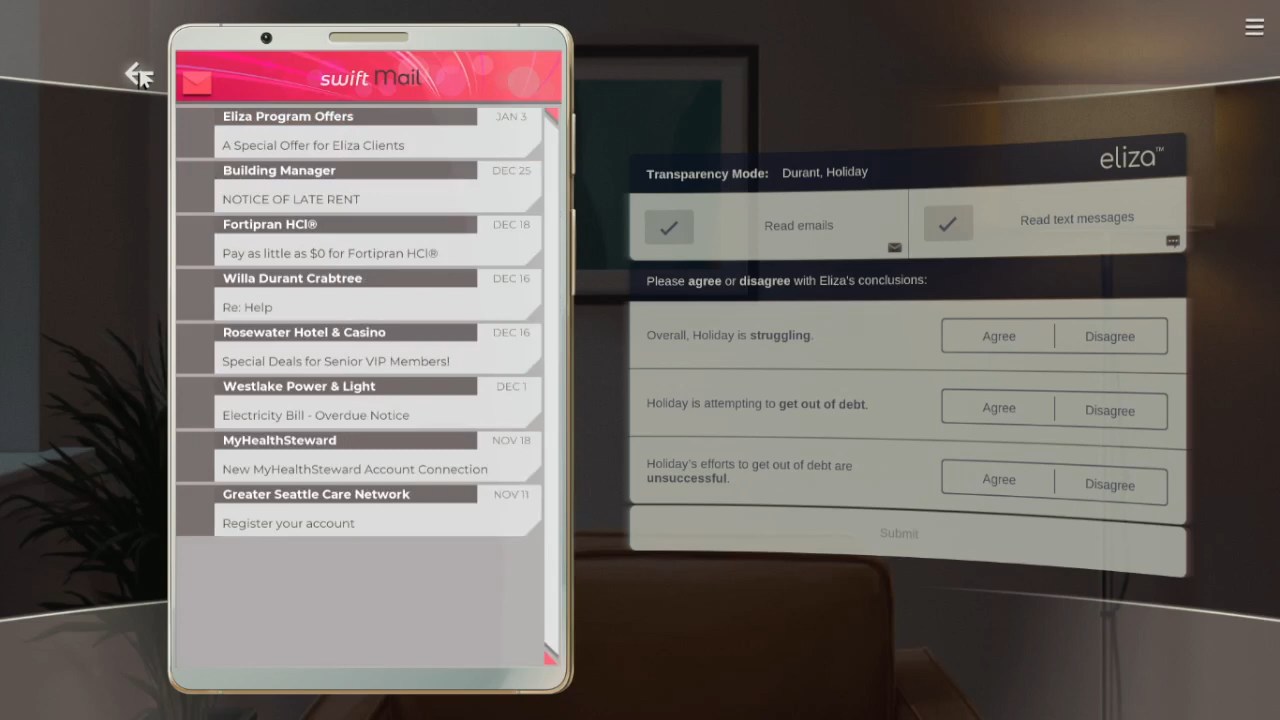 swift Mail
Eliza Program Offers
JAN 3
A Special Offer for Eliza Clients
Building Manager
DEC 25
NOTICE OF LATE RENT
Fortipran HCl®
DEC 18
Pay as little as $0 for Fortipran HCl®
Willa Durant Crabtree
DEC 16
Re: Help
Rosewater Hotel & Casino
DEC 16
Special Deals for Senior VIP Members!
Westlake Power & Light
DEC 1
Electricity Bill - Overdue Notice
MyHealthSteward
NOV 18
New MyHealthSteward Account Connection
Greater Seattle Care Network
NOV 11
Register your account
eliza™
Transparency Mode: Durant, Holiday
Read emails
Read text messages
Please agree or disagree with Eliza's conclusions:
Overall, Holiday is struggling.
Agree
Disagree
Holiday is attempting to get out of debt.
Agree
Disagree
Holiday's efforts to get out of debt are
unsuccessful.
Agree
Disagree
Submit